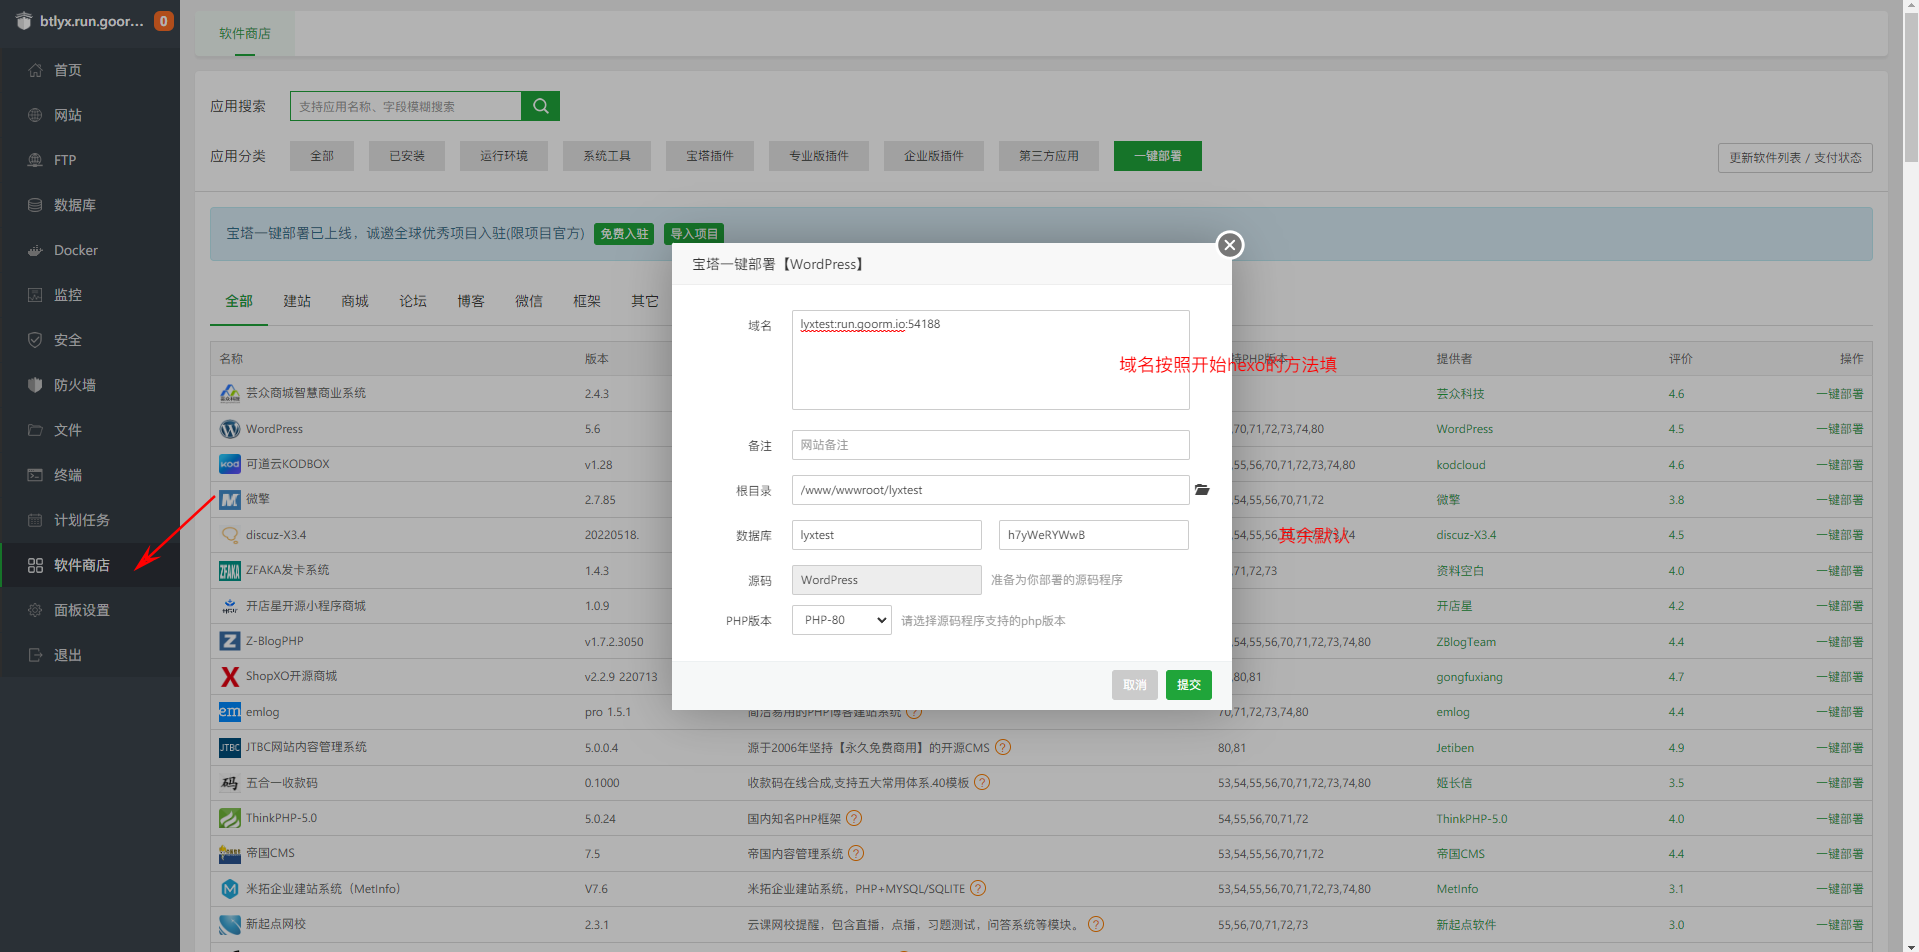 btlyx.run.goor... 0
首页
网站
FTP
数据库
Docker
监控
安全
防火墙
文件
终端
计划任务
软件商店
面板设置
退出
软件商店
应用搜索 支持应用名称、字段模糊搜索
应用分类 全部 已安装 运行环境 系统工具 宝塔插件 专业版插件 企业版插件 第三方应用 一键部署 更新软件列表 / 支付状态
宝塔一键部署已上线，诚邀全球优秀项目入驻(限项目官方) 免费入驻 导入项目
全部 建站 商城 论坛 博客 微信 框架 其它
名称 版本 持PHP版本 提供者 评价 操作
芸众商城智慧商业系统 2.4.3 芸众科技 4.6 一键部署
WordPress 5.6 ,70,71,72,73,74,80 WordPress 4.5 一键部署
可道云KODBOX v1.28 ,55,56,70,71,72,73,74,80 kodcloud 4.6 一键部署
微擎 2.7.85 ,54,55,56,70,71,72 微擎 3.8 一键部署
discuz-X3.4 20220518. ,54,55,56,70,71,72,73,74 discuz-X3.4 4.5 一键部署
ZFAKA发卡系统 1.4.3 ,71,72,73 资料空白 4.0 一键部署
开店星开源小程序商城 1.0.9 开店星 4.2 一键部署
Z-BlogPHP v1.7.2.3050 ,54,55,56,70,71,72,73,74,80 ZBlogTeam 4.4 一键部署
ShopXO开源商城 v2.2.9 220713 ,80,81 gongfuxiang 4.7 一键部署
emlog pro 1.5.1 简洁易用的PHP博客建站系统 ? 70,71,72,73,74,80 emlog 4.4 一键部署
JTBC网站内容管理系统 5.0.0.4 源于2006年坚持【永久免费商用】的开源CMS ? 80,81 Jetiben 4.9 一键部署
五合一收款码 0.1000 收款码在线合成,支持五大常用体系.40模板 ? 53,54,55,56,70,71,72,73,74,80 姬长信 3.5 一键部署
ThinkPHP-5.0 5.0.24 国内知名PHP框架 ? 54,55,56,70,71,72 ThinkPHP-5.0 4.0 一键部署
帝国CMS 7.5 帝国内容管理系统 ? 53,54,55,56,70,71,72 帝国CMS 4.4 一键部署
米拓企业建站系统（MetInfo） V7.6 米拓企业建站系统，PHP+MYSQL/SQLITE ? 53,54,55,56,70,71,72,73,74,80 MetInfo 3.1 一键部署
新起点网校 2.3.1 云课网校提醒，包含直播，点播，习题测试，问答系统等模块。 ? 55,56,70,71,72,73 新起点软件 3.0 一键部署
宝塔一键部署【WordPress】
域名 lyxtest:run.goorm.io:54188
域名按照开始hexo的方法填
备注 网站备注
根目录 /www/wwwroot/lyxtest
数据库 lyxtest h7yWeRYWwB
其余默认
源码 WordPress 准备为你部署的源码程序
PHP版本 PHP-80 请选择源码程序支持的php版本
取消 提交